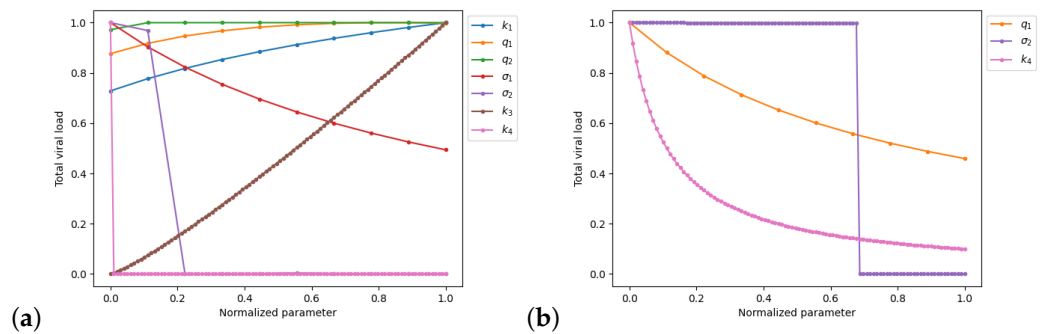 1.0
0.8
0.6
0.4
0.2
0.0
Total viral load
0.0 0.2 0.4 0.6 0.8 1.0
Normalized parameter
k₁
q₁
q₂
σ₁
σ₂
k₃
k₄
(a)
1.0
0.8
0.6
0.4
0.2
0.0
Total viral load
0.0 0.2 0.4 0.6 0.8 1.0
Normalized parameter
q₁
σ₂
k₄
(b)